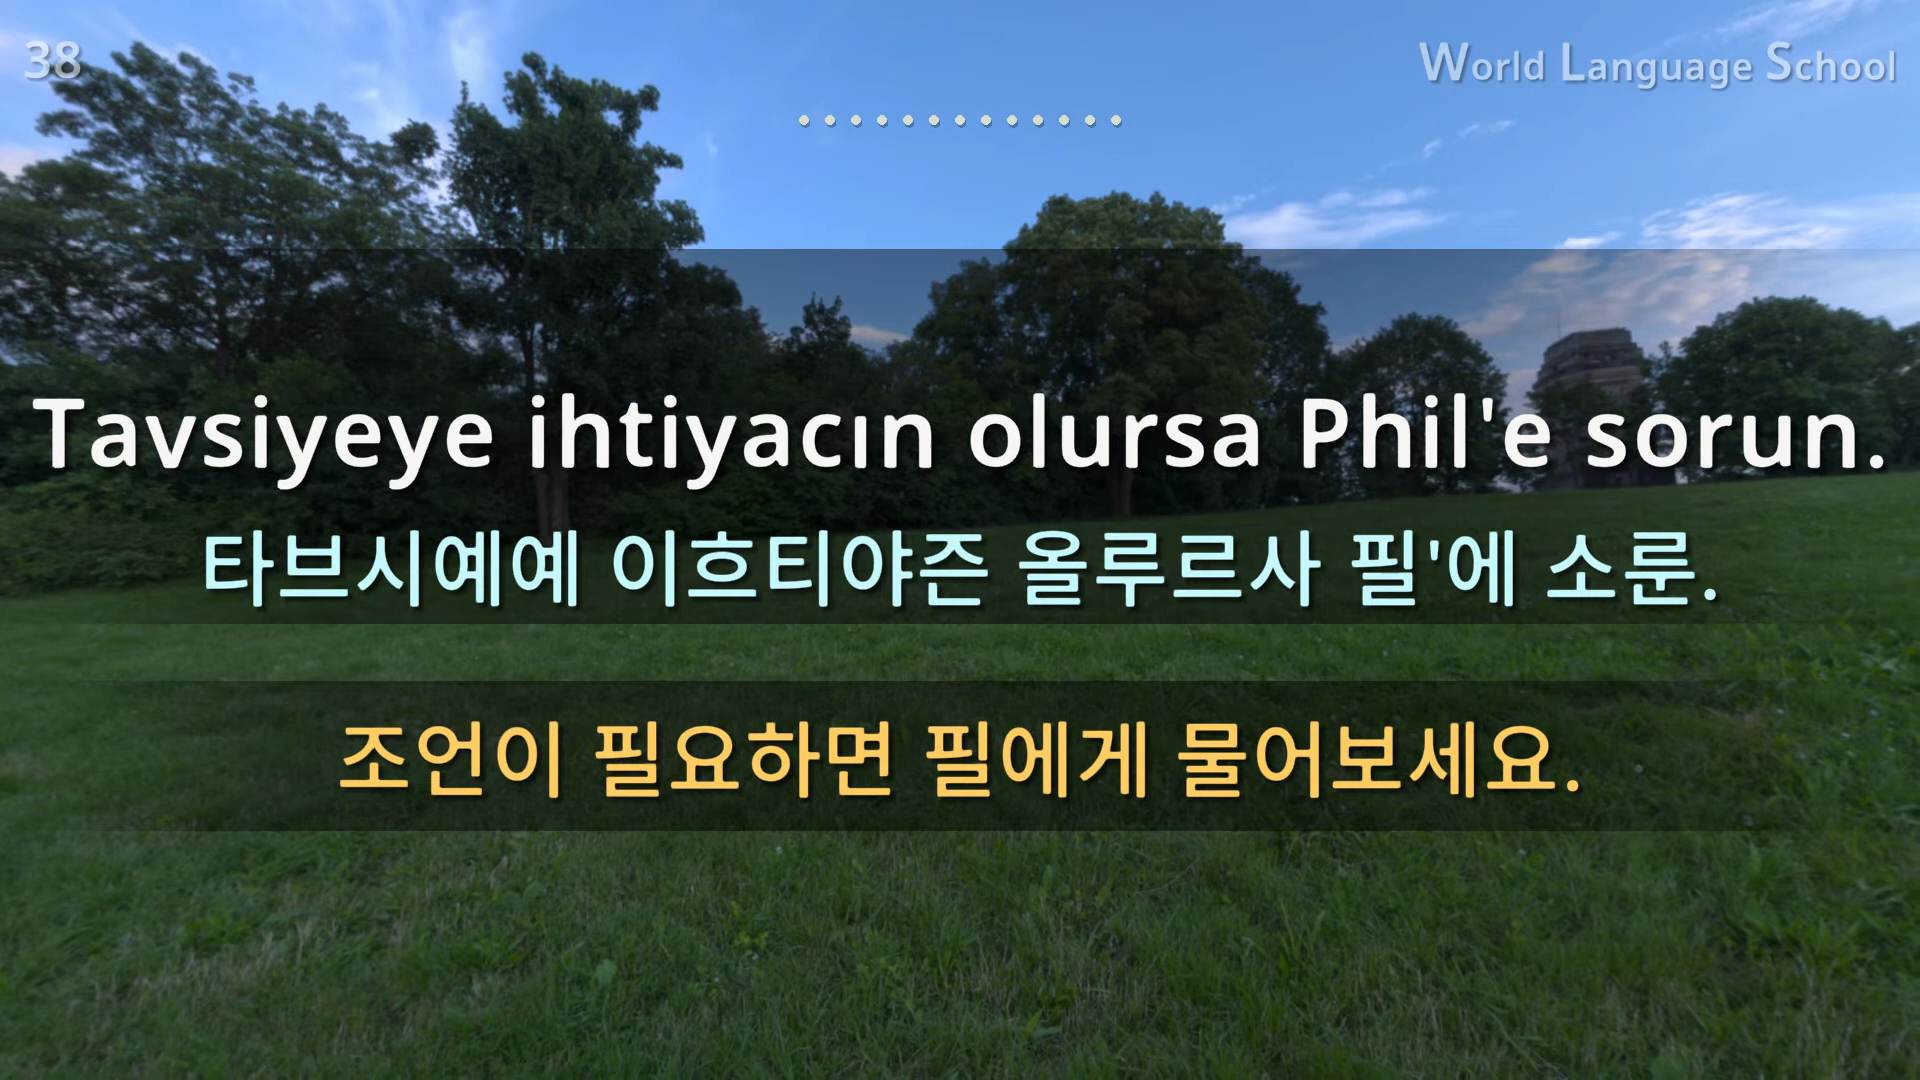 38
World Language School
Tavsiyeye ihtiyacın olursa Phil'e sorun.
타브시예예 이흐티야즌 올루르사 필'에 소룬.
조언이 필요하면 필에게 물어보세요.